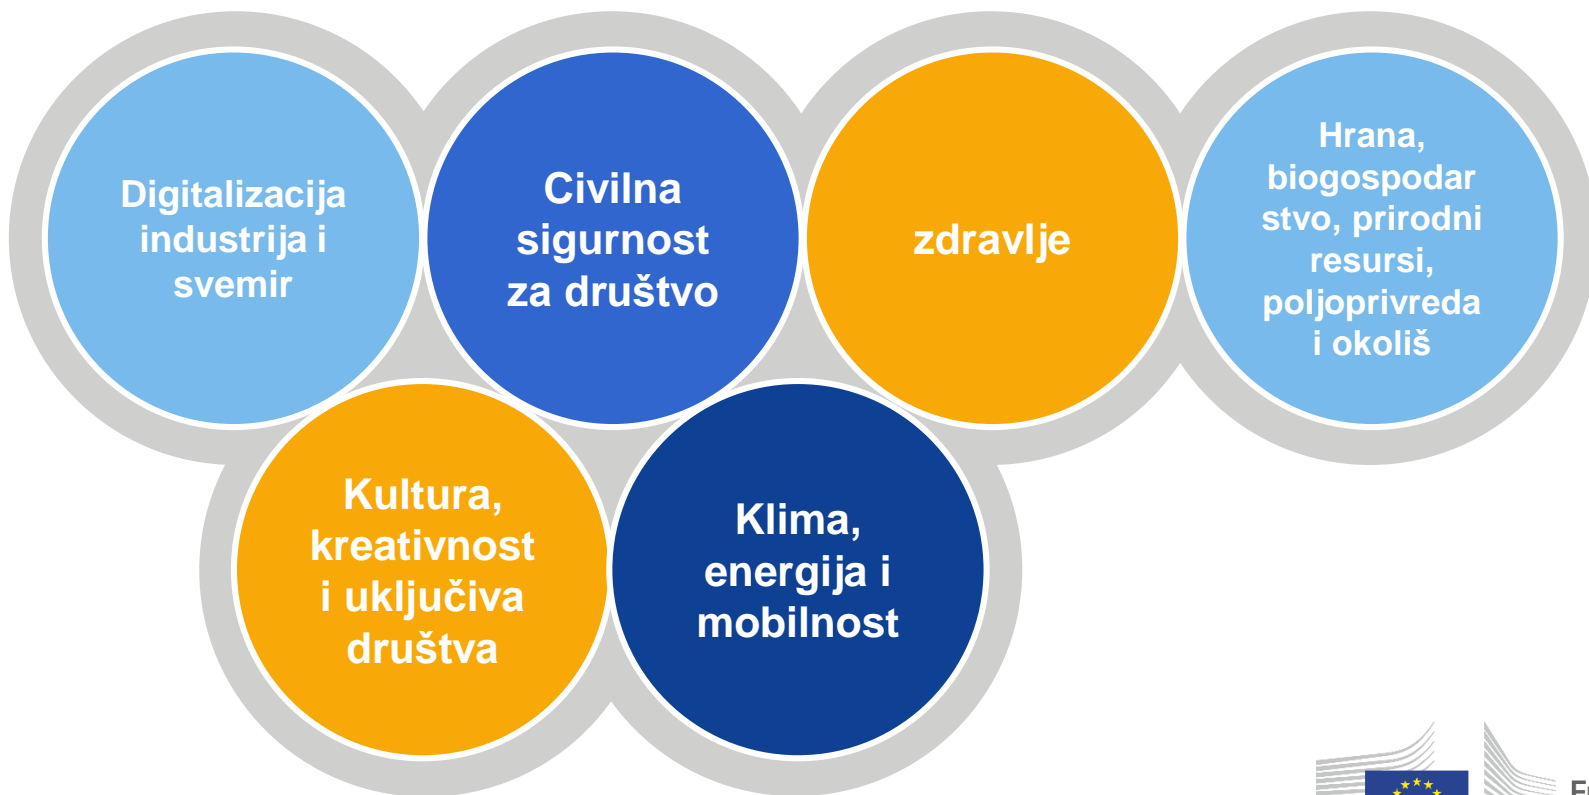 Digitalizacija
industrija i
svemir
Civilna
sigurnost
za društvo
zdravlje
Hrana,
biogospodar
stvo, prirodni
resursi,
poljoprivreda
i okoliš
Kultura,
kreativnost
i uključiva
društva
Klima,
energija i
mobilnost